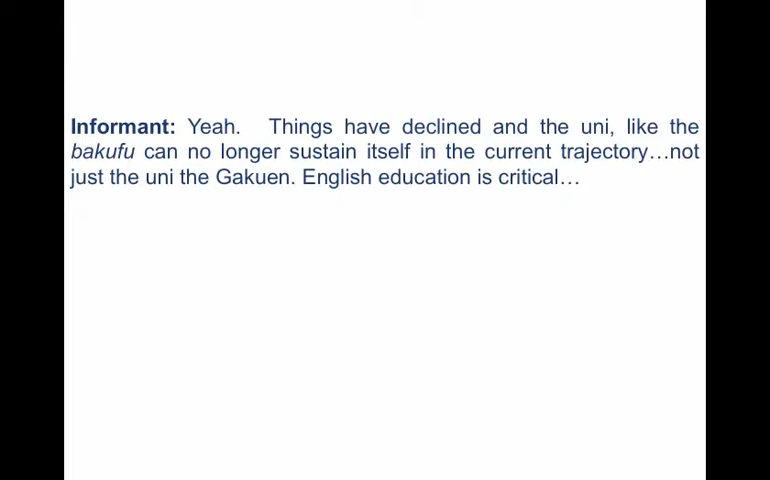 Informant: Yeah. Things have declined and the uni, like the
bakufu can no longer sustain itself in the current trajectory…not
just the uni the Gakuen. English education is critical…